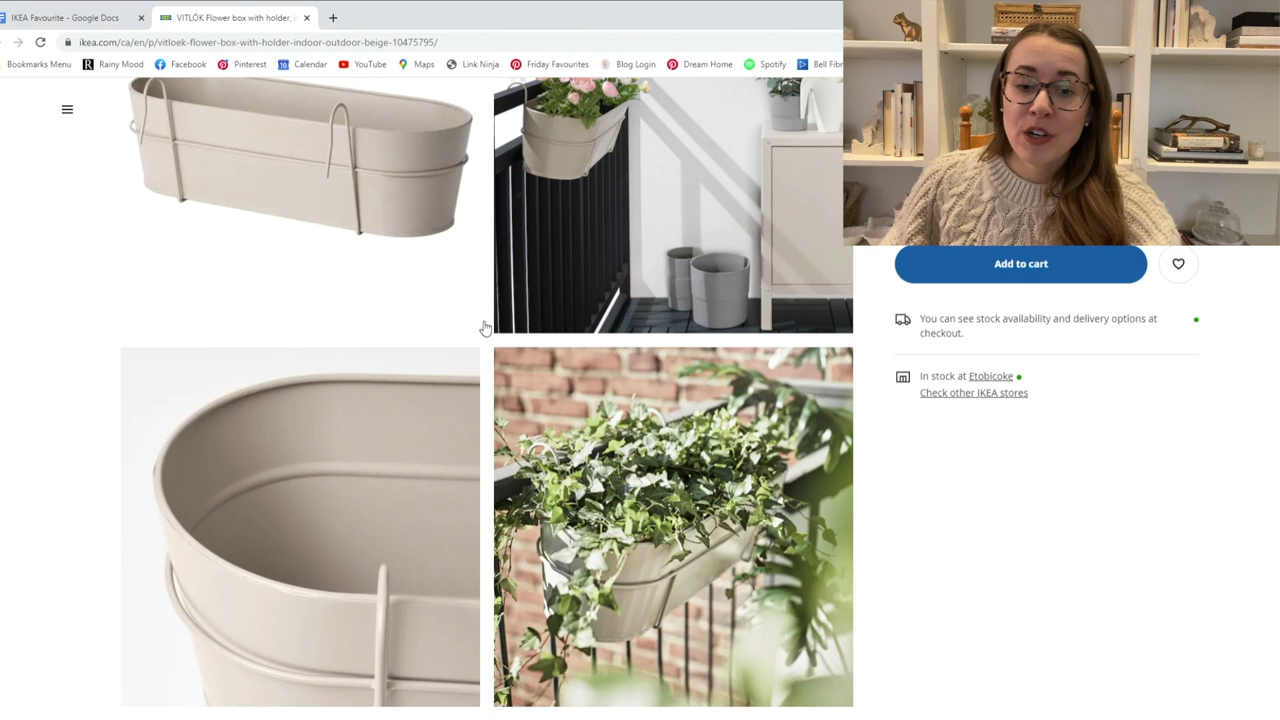 IKEA Favourite - Google Docs
VITLÖK Flower box with holder, i
ikea.com/ca/en/p/vitloek-flower-box-with-holder-indoor-outdoor-beige-10475795/
Bookmarks Menu Rainy Mood Facebook Pinterest Calendar YouTube Maps Link Ninja Friday Favourites Blog Login Dream Home Spotify Bell Fibr
Add to cart
You can see stock availability and delivery options at
checkout.
In stock at Etobicoke
Check other IKEA stores